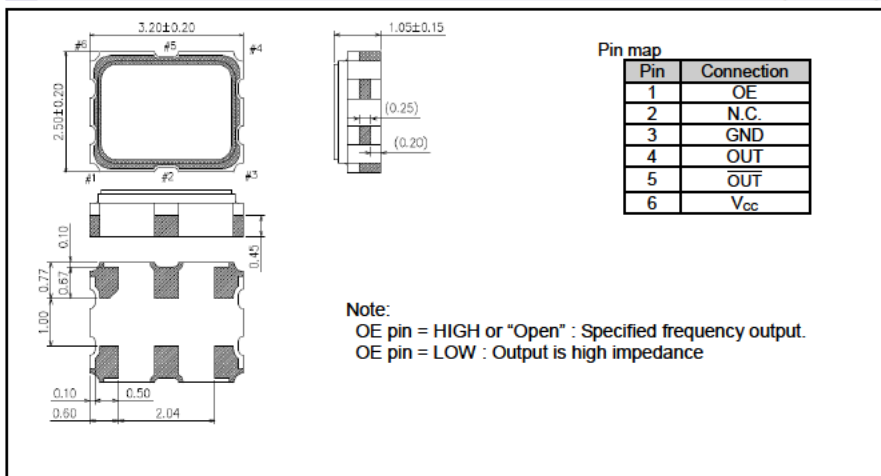 3.20±0.20
#6 #5 #4
2.50±0.20
#1 #2 #3
1.05±0.15
(0.25)
(0.20)
Pin map
Pin Connection
1 OE
2 N.C.
3 GND
4 OUT
5 O̅U̅T̅
6 Vcc
0.45
0.10
0.77
0.67
1.00
0.10 0.50
0.60 2.04
Note:
OE pin = HIGH or “Open” : Specified frequency output.
OE pin = LOW : Output is high impedance